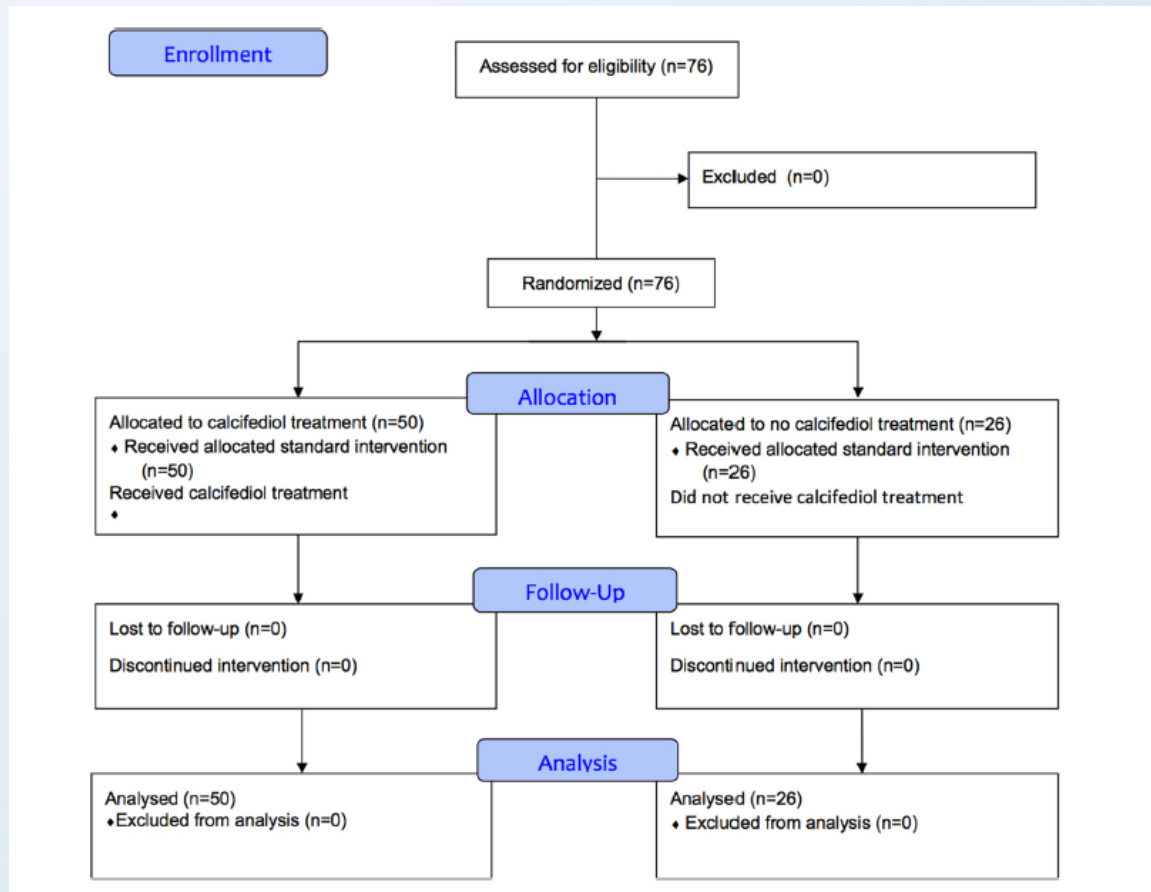 Enrollment
Assessed for eligibility (n=76)
Excluded (n=0)
Randomized (n=76)
Allocation
Allocated to calcifediol treatment (n=50)
♦ Received allocated standard intervention
(n=50)
Received calcifediol treatment
♦
Allocated to no calcifediol treatment (n=26)
♦ Received allocated standard intervention
(n=26)
Did not receive calcifediol treatment
Follow-Up
Lost to follow-up (n=0)
Discontinued intervention (n=0)
Lost to follow-up (n=0)
Discontinued intervention (n=0)
Analysis
Analysed (n=50)
♦Excluded from analysis (n=0)
Analysed (n=26)
♦ Excluded from analysis (n=0)